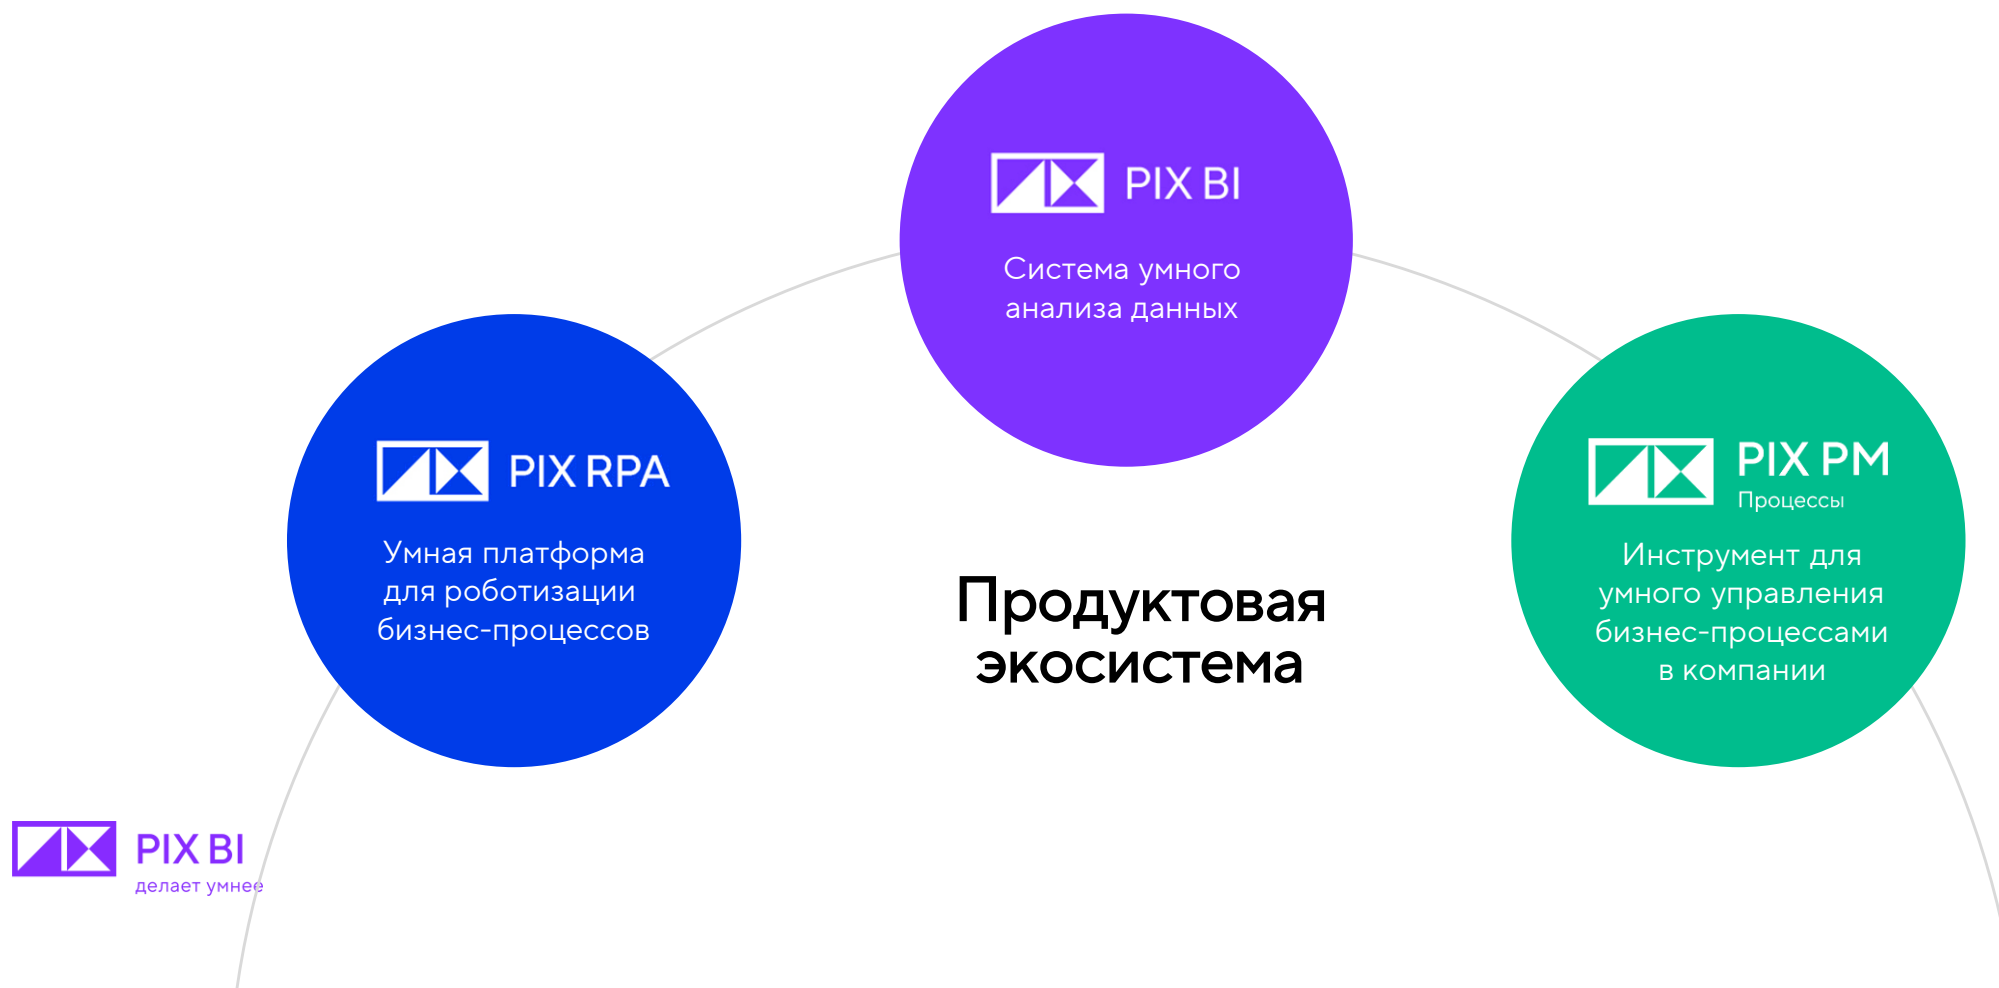 PIX BI
Система умного
анализа данных
PIX RPA
Умная платформа
для роботизации
бизнес-процессов
PIX PM
Процессы
Инструмент для
умного управления
бизнес-процессами
в компании
Продуктовая
экосистема
PIX BI
делает умнее